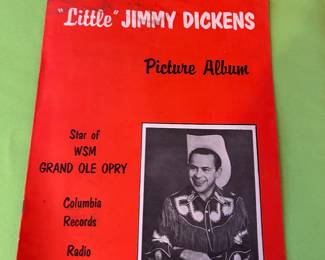 "Little" JIMMY DICKENS
Picture Album
Star of
WSM
GRAND OLE OPRY
Columbia
Records
Radio